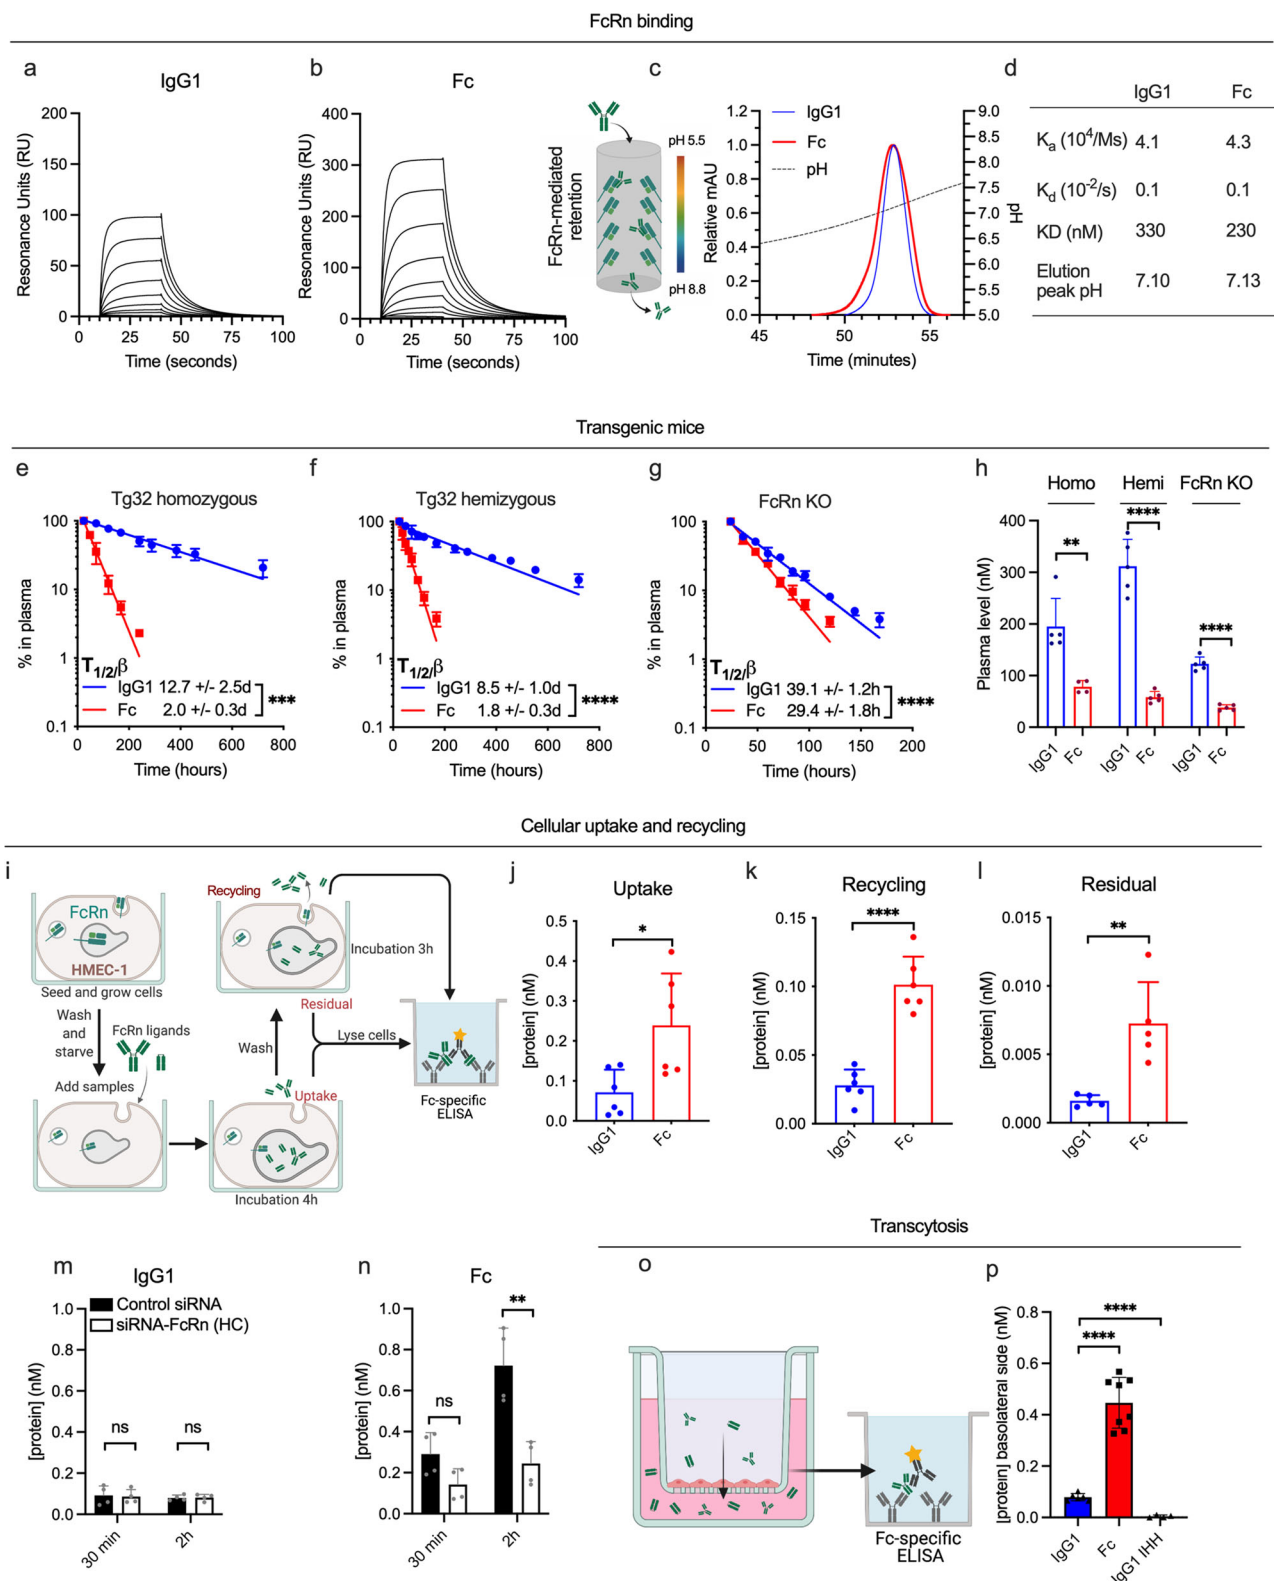 FcRn binding
a
IgG1
Resonance Units (RU)
200
150
100
50
0
0
25
50
75
100
Time (seconds)
b
Fc
Resonance Units (RU)
400
300
200
100
0
0
25
50
75
100
Time (seconds)
c
FcRn-mediated
retention
pH 5.5
pH 8.8
Relative mAU
1.2
1.0
0.8
0.6
0.4
0.2
0.0
IgG1
Fc
pH
45
50
55
Time (minutes)
9.0
8.5
8.0
7.5
7.0
6.5
6.0
5.5
5.0
pH
d
IgG1 Fc
Ka (10^4/Ms) 4.1 4.3
Kd (10^-2/s) 0.1 0.1
KD (nM) 330 230
Elution
peak pH 7.10 7.13
Transgenic mice
e
Tg32 homozygous
% in plasma
100
10
1
0.1
T1/2/β
IgG1 12.7 +/- 2.5d
Fc 2.0 +/- 0.3d
***
0
200
400
600
800
Time (hours)
f
Tg32 hemizygous
% in plasma
100
10
1
0.1
T1/2/β
IgG1 8.5 +/- 1.0d
Fc 1.8 +/- 0.3d
****
0
200
400
600
800
Time (hours)
g
FcRn KO
% in plasma
100
10
1
0.1
T1/2/β
IgG1 39.1 +/- 1.2h
Fc 29.4 +/- 1.8h
****
0
50
100
150
200
Time (hours)
h
Homo
Hemi
FcRn KO
**
****
****
Plasma level (nM)
400
300
200
100
0
IgG1
Fc
IgG1
Fc
IgG1
Fc
Cellular uptake and recycling
i
FcRn
HMEC-1
Seed and grow cells
Wash
and
starve
FcRn ligands
Add samples
Recycling
Incubation 3h
Residual
Wash
Lyse cells
Uptake
Incubation 4h
Fc-specific
ELISA
j
Uptake
[protein] (nM)
0.5
0.4
0.3
0.2
0.1
0.0
*
IgG1
Fc
k
Recycling
[protein] (nM)
0.15
0.10
0.05
0.00
****
IgG1
Fc
l
Residual
[protein] (nM)
0.015
0.010
0.005
0.000
**
IgG1
Fc
m
IgG1
Control siRNA
siRNA-FcRn (HC)
[protein] (nM)
1.0
0.8
0.6
0.4
0.2
0.0
ns
ns
30 min
2h
n
Fc
[protein] (nM)
1.0
0.8
0.6
0.4
0.2
0.0
ns
**
30 min
2h
Transcytosis
o
Fc-specific
ELISA
p
[protein] basolateral side (nM)
0.8
0.6
0.4
0.2
0.0
****
****
IgG1
Fc
IgG1 IHH